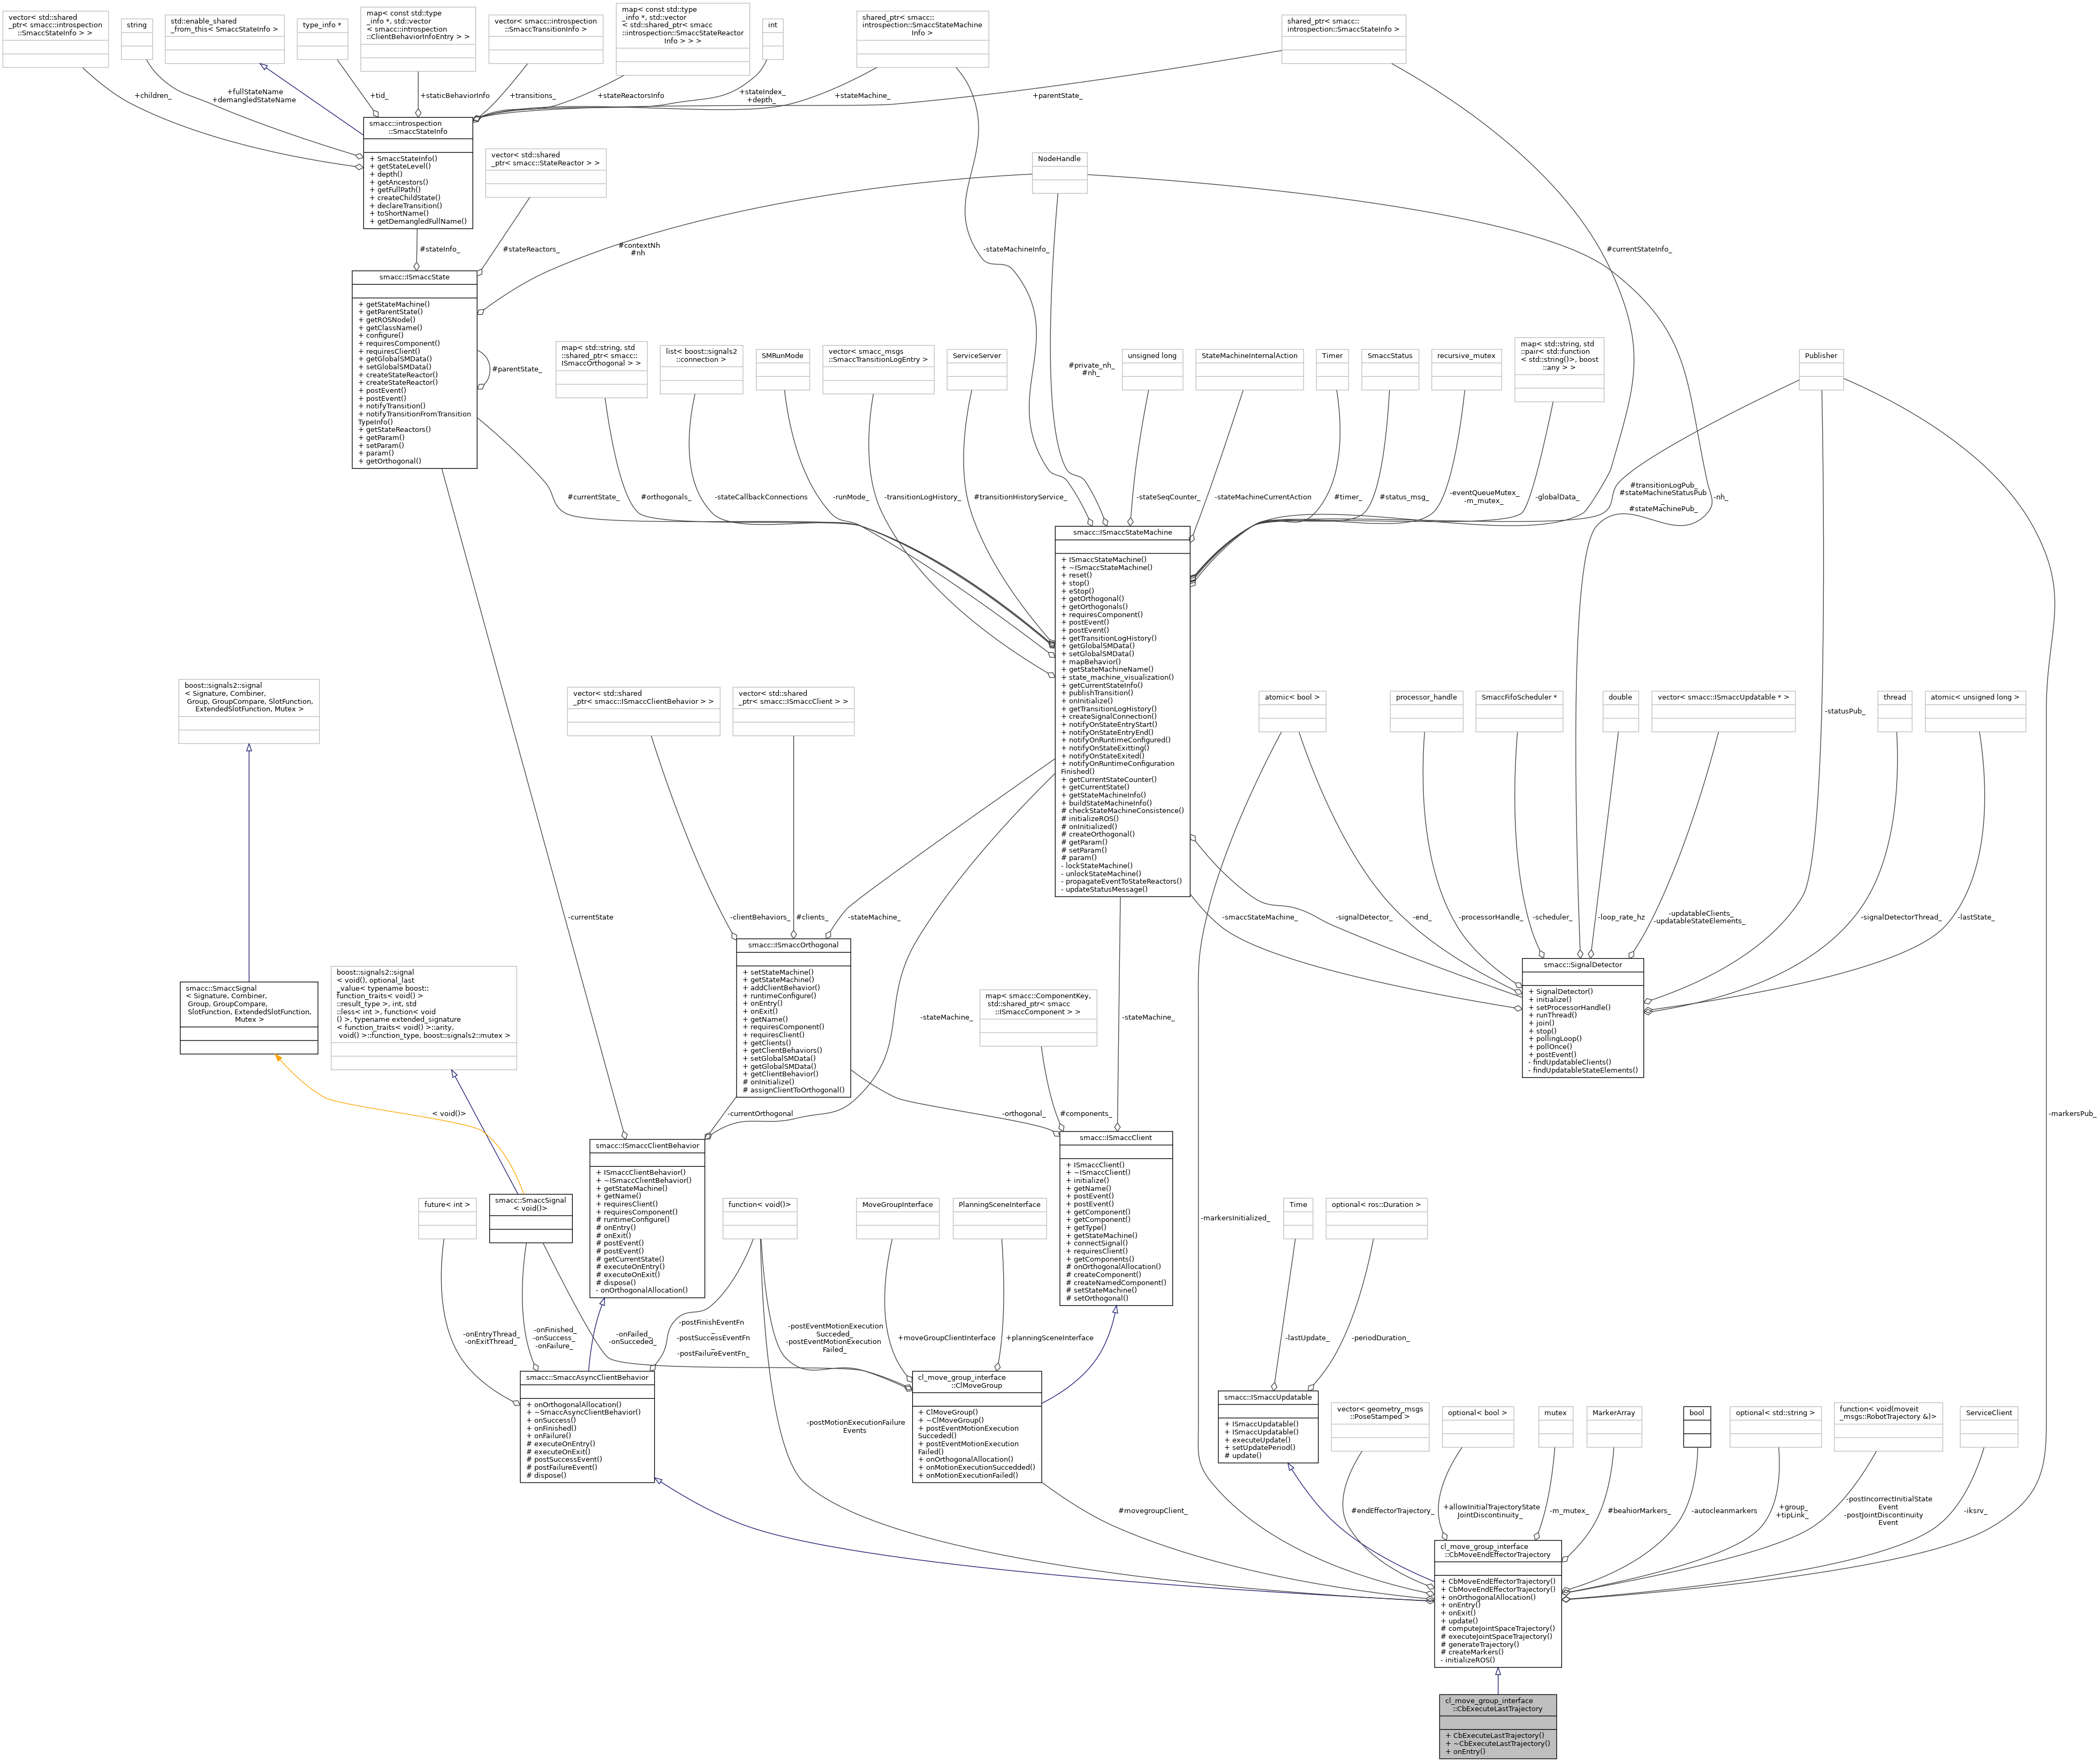 vector< std::shared
_ptr< smacc::introspection
::SmaccStateInfo > >
string
std::enable_shared
_from_this< SmaccStateInfo >
type_info *
map< const std::type
_info *, std::vector
< smacc::introspection
::ClientBehaviorInfoEntry > >
vector< smacc::introspection
::SmaccTransitionInfo >
map< const std::type
_info *, std::vector
< std::shared_ptr< smacc
::introspection::SmaccStateReactor
Info > > >
int
shared_ptr< smacc::
introspection::SmaccStateMachine
Info >
shared_ptr< smacc::
introspection::SmaccStateInfo >
+children_
+fullStateName
+demangledStateName
+tid_
+staticBehaviorInfo
+transitions_
+stateReactorsInfo
+stateIndex_
+depth_
+stateMachine_
+parentState_
smacc::introspection
::SmaccStateInfo
+ SmaccStateInfo()
+ getStateLevel()
+ depth()
+ getAncestors()
+ getFullPath()
+ createChildState()
+ declareTransition()
+ toShortName()
+ getDemangledFullName()
vector< std::shared
_ptr< smacc::StateReactor > >
NodeHandle
#stateInfo_
#stateReactors_
#contextNh
#nh
-stateMachineInfo_
#currentStateInfo_
smacc::ISmaccState
+ getStateMachine()
+ getParentState()
+ getROSNode()
+ getClassName()
+ configure()
+ requiresComponent()
+ requiresClient()
+ getGlobalSMData()
+ setGlobalSMData()
+ createStateReactor()
+ createStateReactor()
+ postEvent()
+ postEvent()
+ notifyTransition()
+ notifyTransitionFromTransition
TypeInfo()
+ getStateReactors()
+ getParam()
+ setParam()
+ param()
+ getOrthogonal()
#parentState_
map< std::string, std
::shared_ptr< smacc::
ISmaccOrthogonal > >
list< boost::signals2
::connection >
SMRunMode
vector< smacc_msgs
::SmaccTransitionLogEntry >
ServiceServer
#private_nh_
#nh_
unsigned long
StateMachineInternalAction
Timer
SmaccStatus
recursive_mutex
map< std::string, std
::pair< std::function
< std::string()>, boost
::any > >
Publisher
#currentState_
#orthogonals_
-stateCallbackConnections
-runMode_
-transitionLogHistory_
#transitionHistoryService_
-stateSeqCounter_
-stateMachineCurrentAction
#timer_
#status_msg_
-eventQueueMutex_
-m_mutex_
-globalData_
#transitionLogPub_
#stateMachineStatusPub
_
#stateMachinePub_
-nh_
smacc::ISmaccStateMachine
+ ISmaccStateMachine()
+ ~ISmaccStateMachine()
+ reset()
+ stop()
+ eStop()
+ getOrthogonal()
+ getOrthogonals()
+ requiresComponent()
+ postEvent()
+ postEvent()
+ getTransitionLogHistory()
+ getGlobalSMData()
+ setGlobalSMData()
+ mapBehavior()
+ getStateMachineName()
+ state_machine_visualization()
+ getCurrentStateInfo()
+ publishTransition()
+ onInitialize()
+ getTransitionLogHistory()
+ createSignalConnection()
+ notifyOnStateEntryStart()
+ notifyOnStateEntryEnd()
+ notifyOnRuntimeConfigured()
+ notifyOnStateExitting()
+ notifyOnStateExited()
+ notifyOnRuntimeConfiguration
Finished()
+ getCurrentStateCounter()
+ getCurrentState()
+ getStateMachineInfo()
+ buildStateMachineInfo()
# checkStateMachineConsistence()
# initializeROS()
# onInitialized()
# createOrthogonal()
# getParam()
# setParam()
# param()
- lockStateMachine()
- unlockStateMachine()
- propagateEventToStateReactors()
- updateStatusMessage()
boost::signals2::signal
< Signature, Combiner,
Group, GroupCompare, SlotFunction,
ExtendedSlotFunction, Mutex >
vector< std::shared
_ptr< smacc::ISmaccClientBehavior > >
vector< std::shared
_ptr< smacc::ISmaccClient > >
atomic< bool >
processor_handle
SmaccFifoScheduler *
double
vector< smacc::ISmaccUpdatable * >
thread
atomic< unsigned long >
-statusPub_
-currentState
-clientBehaviors_
#clients_
-stateMachine_
-smaccStateMachine_
-signalDetector_
-end_
-processorHandle_
-scheduler_
-loop_rate_hz
-updatableClients_
-updatableStateElements_
-signalDetectorThread_
-lastState_
smacc::ISmaccOrthogonal
+ setStateMachine()
+ getStateMachine()
+ addClientBehavior()
+ runtimeConfigure()
+ onEntry()
+ onExit()
+ getName()
+ requiresComponent()
+ requiresClient()
+ getClients()
+ getClientBehaviors()
+ setGlobalSMData()
+ getGlobalSMData()
+ getClientBehavior()
# onInitialize()
# assignClientToOrthogonal()
smacc::SignalDetector
+ SignalDetector()
+ initialize()
+ setProcessorHandle()
+ runThread()
+ join()
+ stop()
+ pollingLoop()
+ pollOnce()
+ postEvent()
- findUpdatableClients()
- findUpdatableStateElements()
smacc::SmaccSignal
< Signature, Combiner,
Group, GroupCompare,
SlotFunction, ExtendedSlotFunction,
Mutex >
boost::signals2::signal
< void(), optional_last
_value< typename boost::
function_traits< void() >
::result_type >, int, std
::less< int >, function< void
() >, typename extended_signature
< function_traits< void() >::arity,
void() >::function_type, boost::signals2::mutex >
map< smacc::ComponentKey,
std::shared_ptr< smacc
::ISmaccComponent > >
-stateMachine_
-stateMachine_
< void()>
-currentOrthogonal
-orthogonal_
#components_
-markersPub_
smacc::ISmaccClientBehavior
+ ISmaccClientBehavior()
+ ~ISmaccClientBehavior()
+ getStateMachine()
+ getName()
+ requiresClient()
+ requiresComponent()
# runtimeConfigure()
# onEntry()
# onExit()
# postEvent()
# postEvent()
# getCurrentState()
# executeOnEntry()
# executeOnExit()
# dispose()
- onOrthogonalAllocation()
smacc::ISmaccClient
+ ISmaccClient()
+ ~ISmaccClient()
+ initialize()
+ getName()
+ postEvent()
+ postEvent()
+ getComponent()
+ getComponent()
+ getType()
+ getStateMachine()
+ connectSignal()
+ requiresClient()
+ getComponents()
# onOrthogonalAllocation()
# createComponent()
# createNamedComponent()
# setStateMachine()
# setOrthogonal()
future< int >
smacc::SmaccSignal
< void()>
function< void()>
MoveGroupInterface
PlanningSceneInterface
-markersInitialized_
Time
optional< ros::Duration >
-onEntryThread_
-onExitThread_
-onFinished_
-onSuccess_
-onFailure_
-onFailed_
-onSucceded_
-postFinishEventFn
_
-postSuccessEventFn
_
-postFailureEventFn_
-postEventMotionExecution
Succeded_
-postEventMotionExecution
Failed_
+moveGroupClientInterface
+planningSceneInterface
-lastUpdate_
-periodDuration_
smacc::SmaccAsyncClientBehavior
+ onOrthogonalAllocation()
+ ~SmaccAsyncClientBehavior()
+ onSuccess()
+ onFinished()
+ onFailure()
# executeOnEntry()
# executeOnExit()
# postSuccessEvent()
# postFailureEvent()
# dispose()
-postMotionExecutionFailure
Events
cl_move_group_interface
::ClMoveGroup
+ ClMoveGroup()
+ ~ClMoveGroup()
+ postEventMotionExecution
Succeded()
+ postEventMotionExecution
Failed()
+ onOrthogonalAllocation()
+ onMotionExecutionSuccedded()
+ onMotionExecutionFailed()
smacc::ISmaccUpdatable
+ ISmaccUpdatable()
+ ISmaccUpdatable()
+ executeUpdate()
+ setUpdatePeriod()
# update()
vector< geometry_msgs
::PoseStamped >
optional< bool >
mutex
MarkerArray
bool
optional< std::string >
function< void(moveit
_msgs::RobotTrajectory &)>
ServiceClient
#movegroupClient_
#endEffectorTrajectory_
+allowInitialTrajectoryState
JointDiscontinuity_
-m_mutex_
#beahiorMarkers_
-autocleanmarkers
+group_
+tipLink_
-postIncorrectInitialState
Event
-postJointDiscontinuity
Event
-iksrv_
cl_move_group_interface
::CbMoveEndEffectorTrajectory
+ CbMoveEndEffectorTrajectory()
+ CbMoveEndEffectorTrajectory()
+ onOrthogonalAllocation()
+ onEntry()
+ onExit()
+ update()
# computeJointSpaceTrajectory()
# executeJointSpaceTrajectory()
# generateTrajectory()
# createMarkers()
- initializeROS()
cl_move_group_interface
::CbExecuteLastTrajectory
+ CbExecuteLastTrajectory()
+ ~CbExecuteLastTrajectory()
+ onEntry()